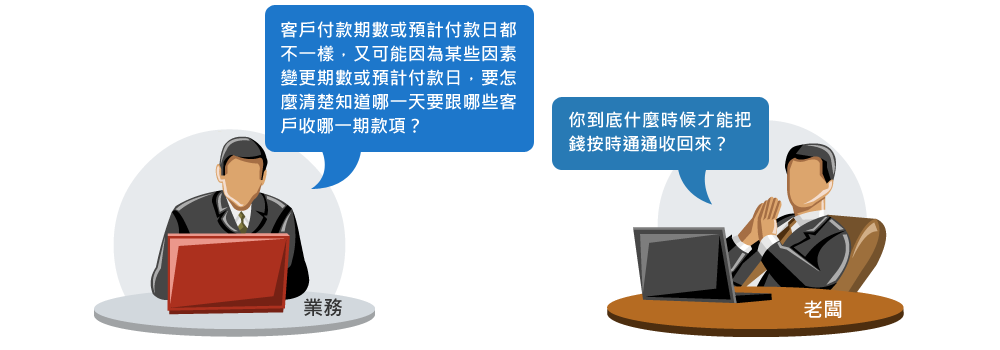 客戶付款期數或預計付款日都
不一樣，又可能因為某些因素
變更期數或預計付款日，要怎
麼清楚知道哪一天要跟哪些客
戶收哪一期款項？
你到底什麼時候才能把
錢按時通通收回來？
業務
老闆